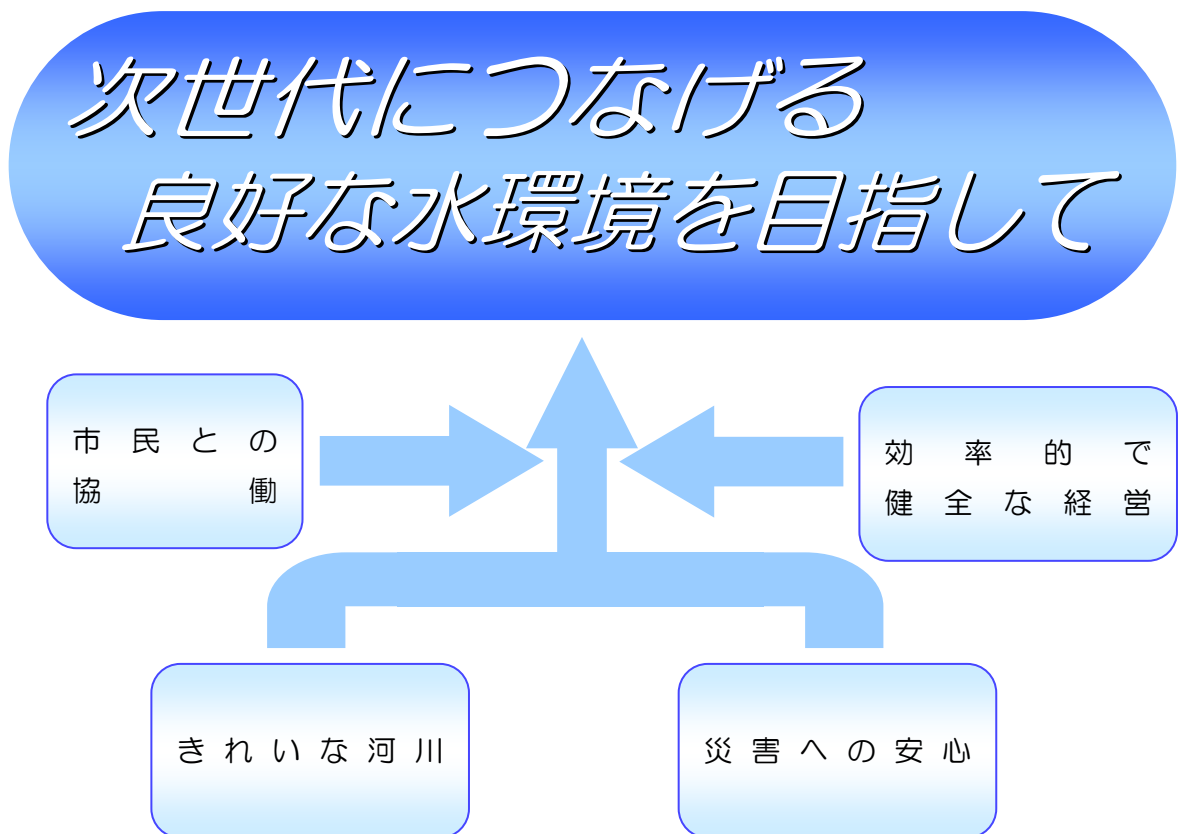 次世代につなげる
良好な水環境を目指して
市民との
協働
効率的で
健全な経営
きれいな河川
災害への安心